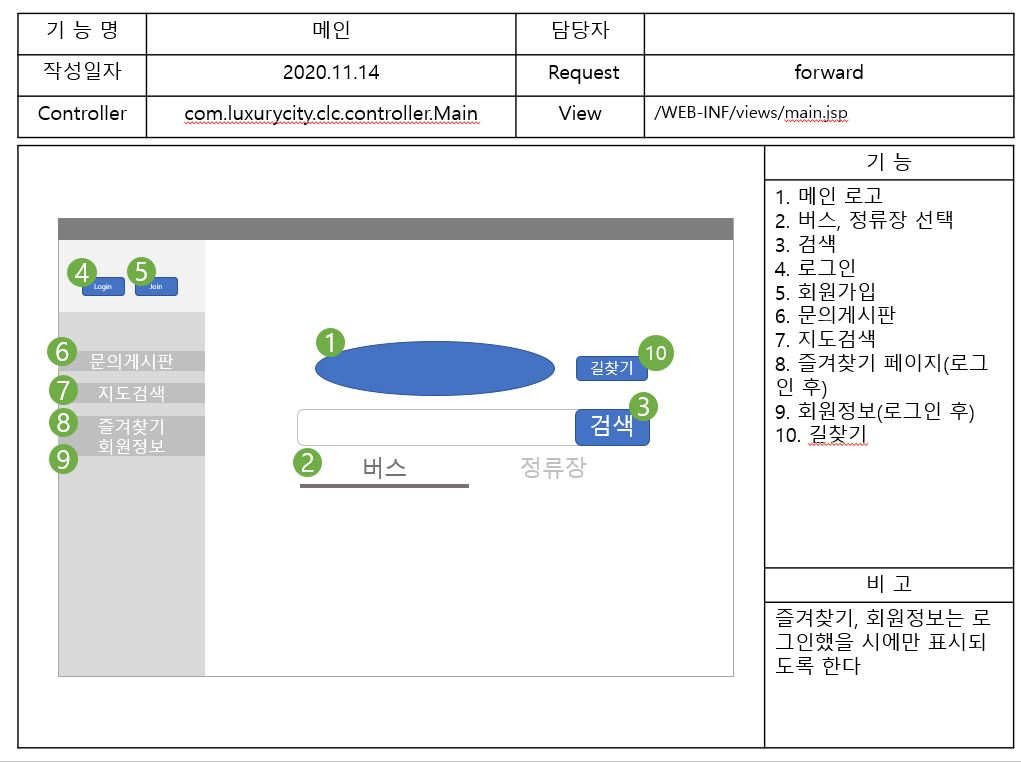 기 능 명 메인 담당자
작성일자 2020.11.14 Request forward
Controller com.luxurycity.clc.controller.Main View /WEB-INF/views/main.jsp
기 능
1. 메인 로고
2. 버스, 정류장 선택
3. 검색
4. 로그인
5. 회원가입
6. 문의게시판
7. 지도검색
8. 즐겨찾기 페이지(로그
인 후)
9. 회원정보(로그인 후)
10. 길찾기
4 Login 5 Join
6 문의게시판
7 지도검색
8 즐겨찾기
9 회원정보
1
길찾기 10
검색 3
2 버스 정류장
비 고
즐겨찾기, 회원정보는 로
그인했을 시에만 표시되
도록 한다